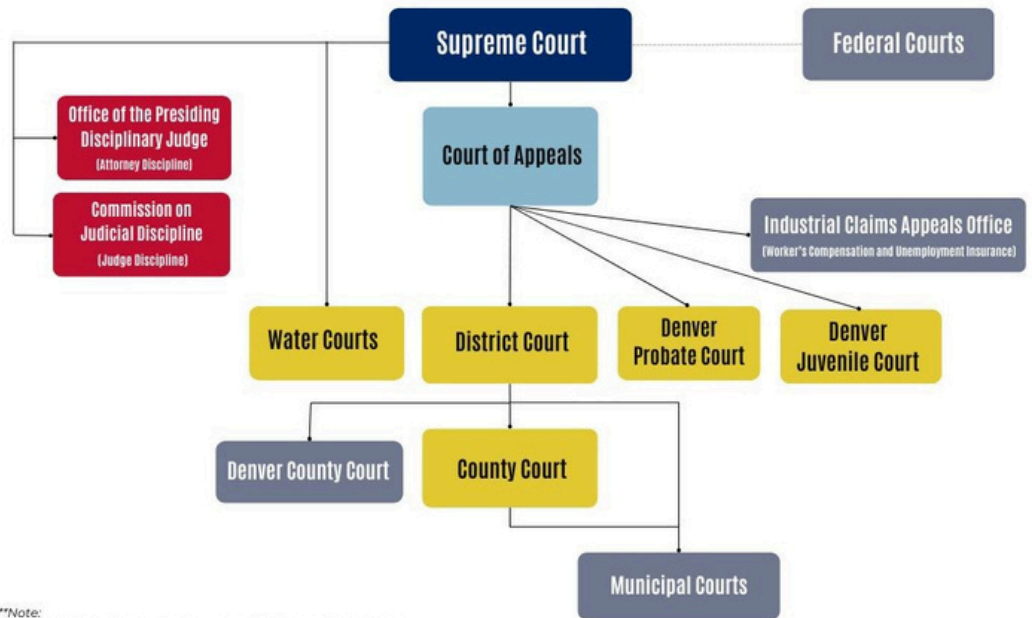 Supreme Court
Federal Courts
Office of the Presiding
Disciplinary Judge
(Attorney Discipline)
Court of Appeals
Commission on
Judicial Discipline
(Judge Discipline)
Industrial Claims Appeals Office
(Worker's Compensation and Unemployment Insurance)
Water Courts
District Court
Denver
Probate Court
Denver
Juvenile Court
Denver County Court
County Court
Municipal Courts
**Note: